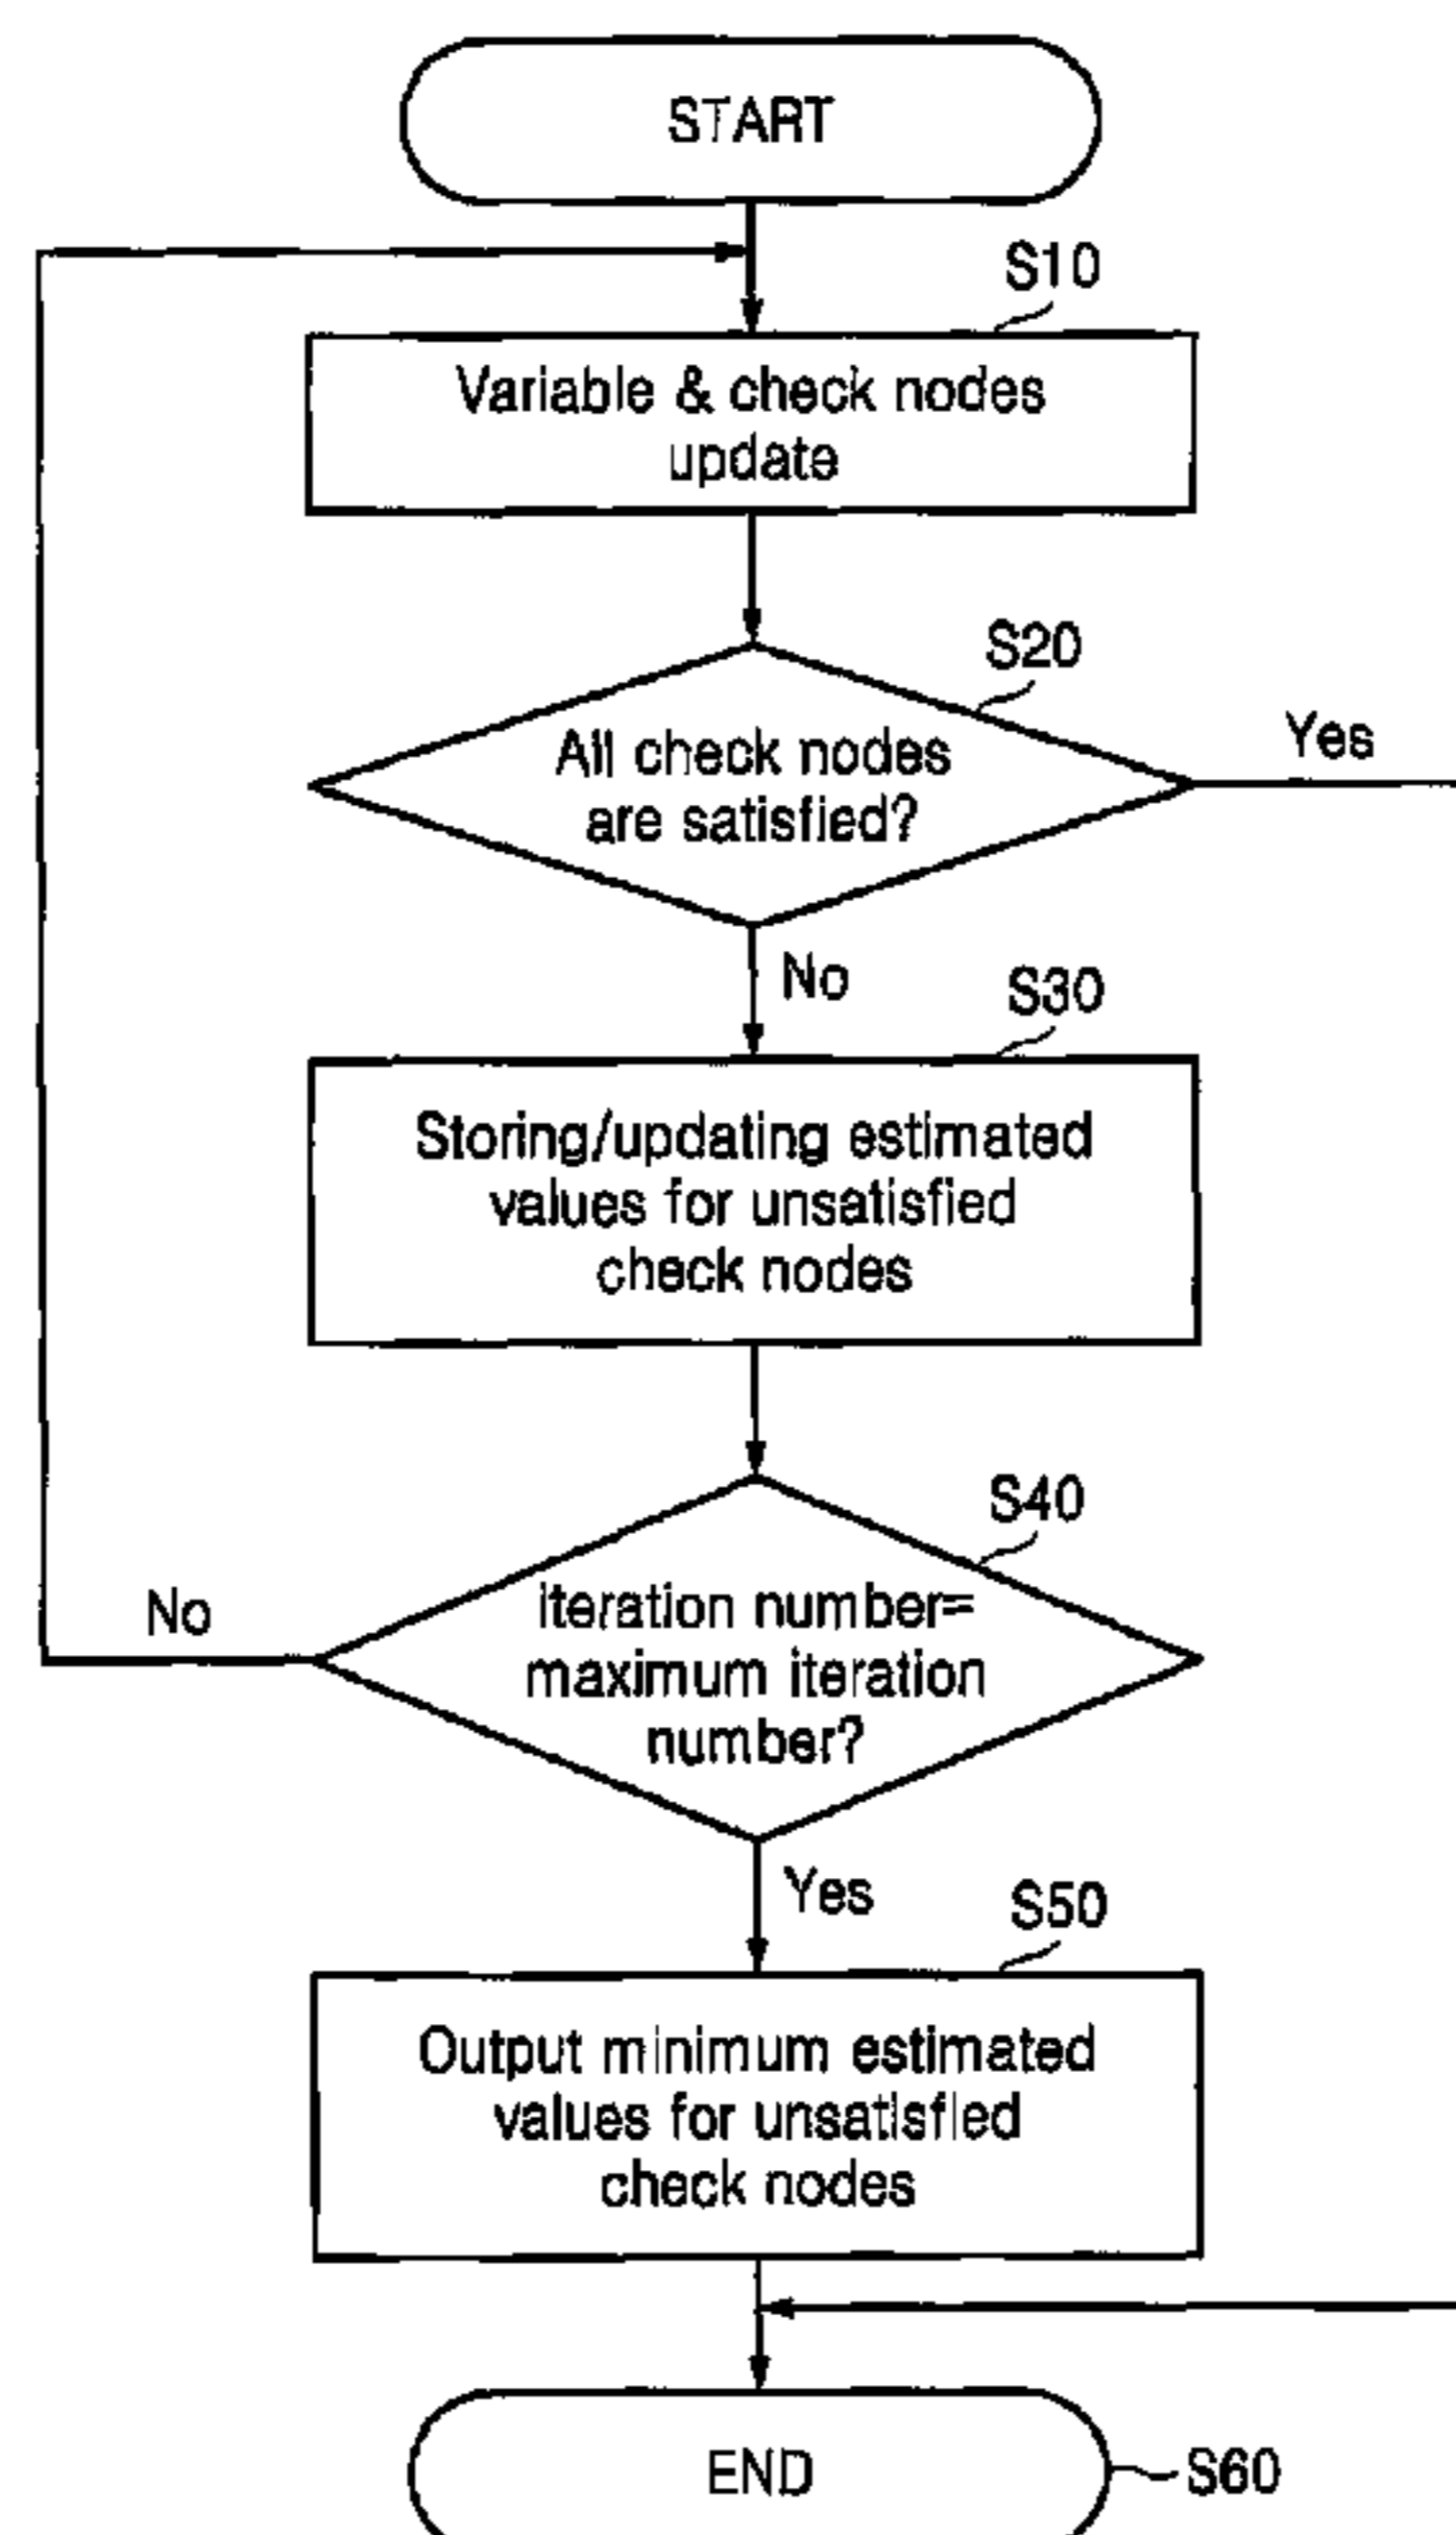 START
S10
Variable & check nodes
update
S20
All check nodes
are satisfied?
Yes
No
S30
Storing/updating estimated
values for unsatisfied
check nodes
S40
iteration number=
maximum iteration
number?
No
Yes
S50
Output minimum estimated
values for unsatisfied
check nodes
END
S60